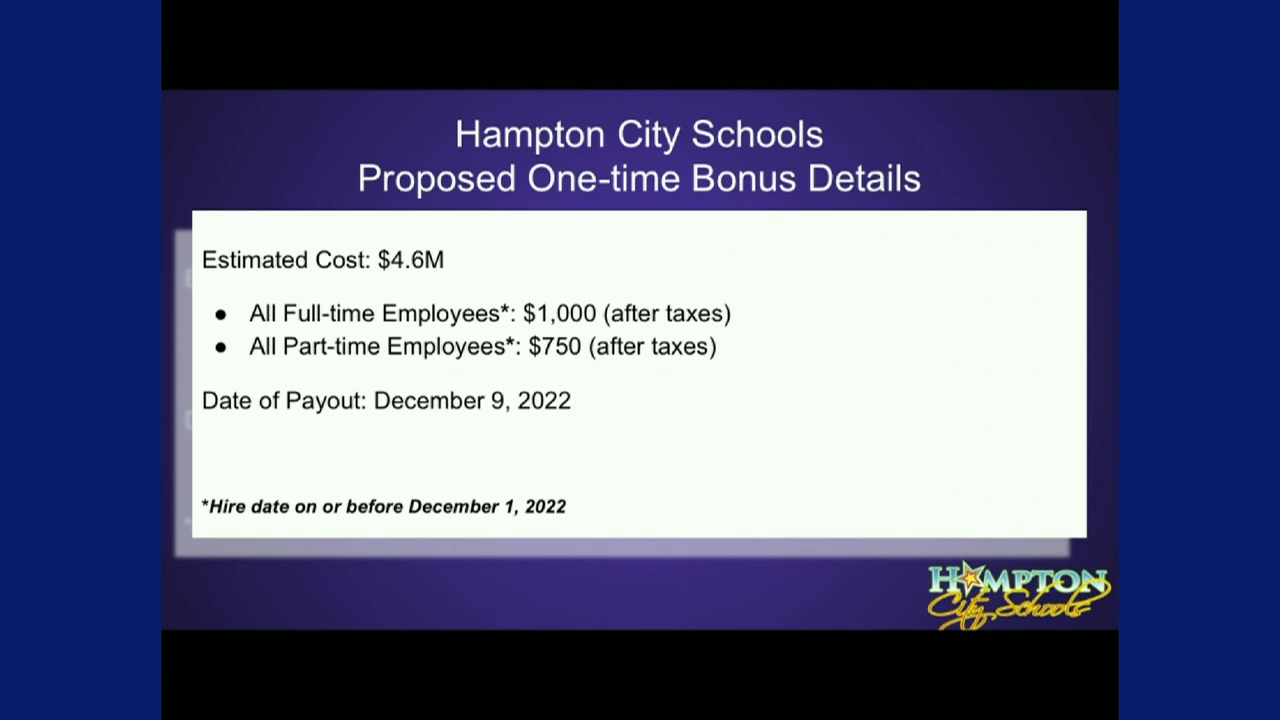 Hampton City Schools
Proposed One-time Bonus Details
Estimated Cost: $4.6M
● All Full-time Employees*: $1,000 (after taxes)
● All Part-time Employees*: $750 (after taxes)
Date of Payout: December 9, 2022
*Hire date on or before December 1, 2022
HAMPTON
City Schools